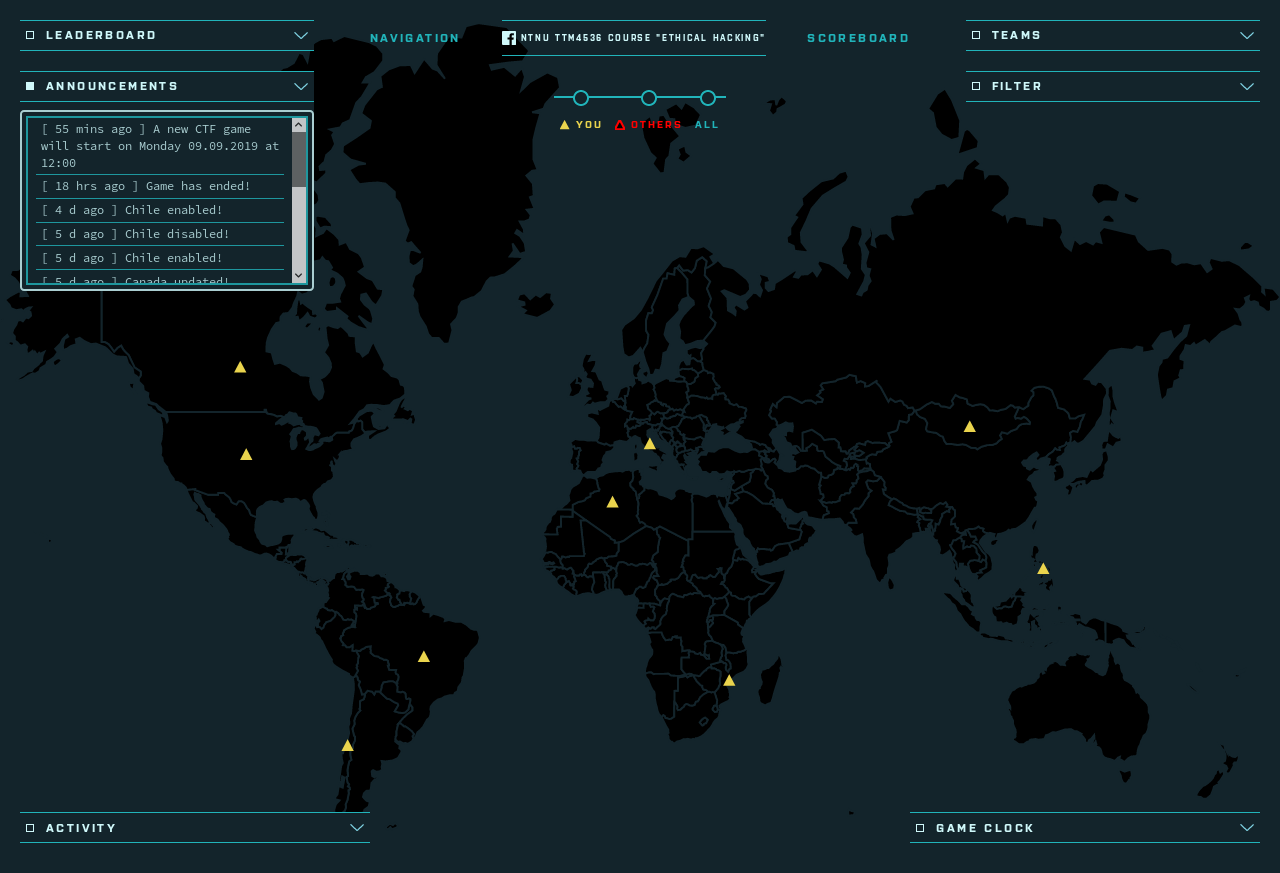 LEADERBOARD
NAVIGATION
NTNU TTM4536 COURSE "ETHICAL HACKING"
SCOREBOARD
TEAMS
ANNOUNCEMENTS
FILTER
[ 55 mins ago ] A new CTF game
will start on Monday 09.09.2019 at
12:00
[ 18 hrs ago ] Game has ended!
[ 4 d ago ] Chile enabled!
[ 5 d ago ] Chile disabled!
[ 5 d ago ] Chile enabled!
[ 5 d ago ] Canada updated!
YOU OTHERS ALL
ACTIVITY
GAME CLOCK